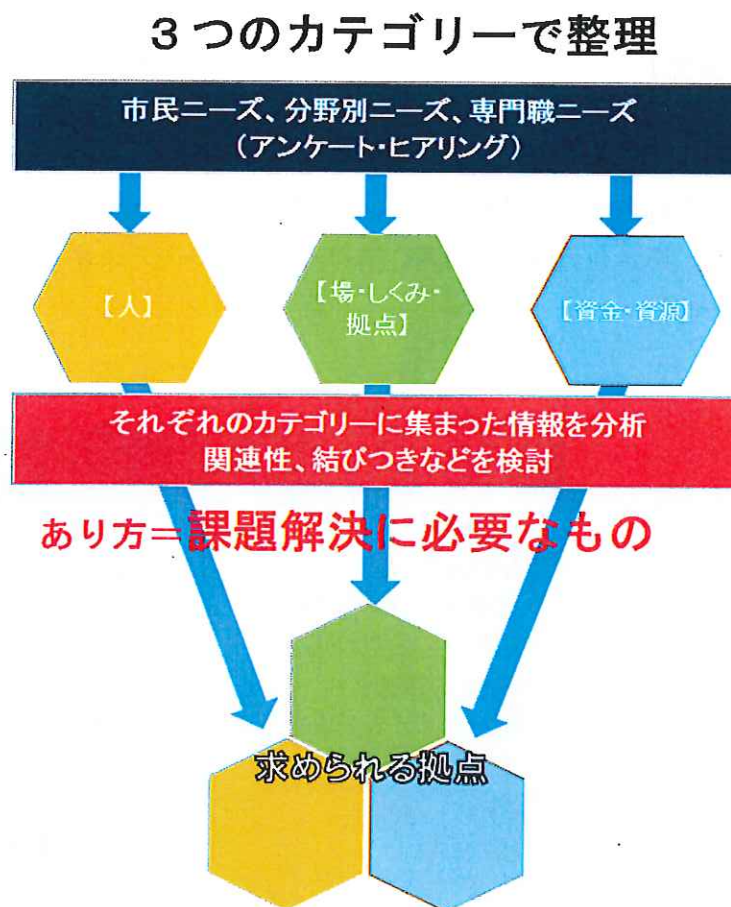 3つのカテゴリーで整理
市民ニーズ、分野別ニーズ、専門職ニーズ
(アンケート・ヒアリング)
【人】
【場・しくみ・
拠点】
【資金・資源】
それぞれのカテゴリーに集まった情報を分析
関連性、結びつきなどを検討
あり方=課題解決に必要なもの
求められる拠点